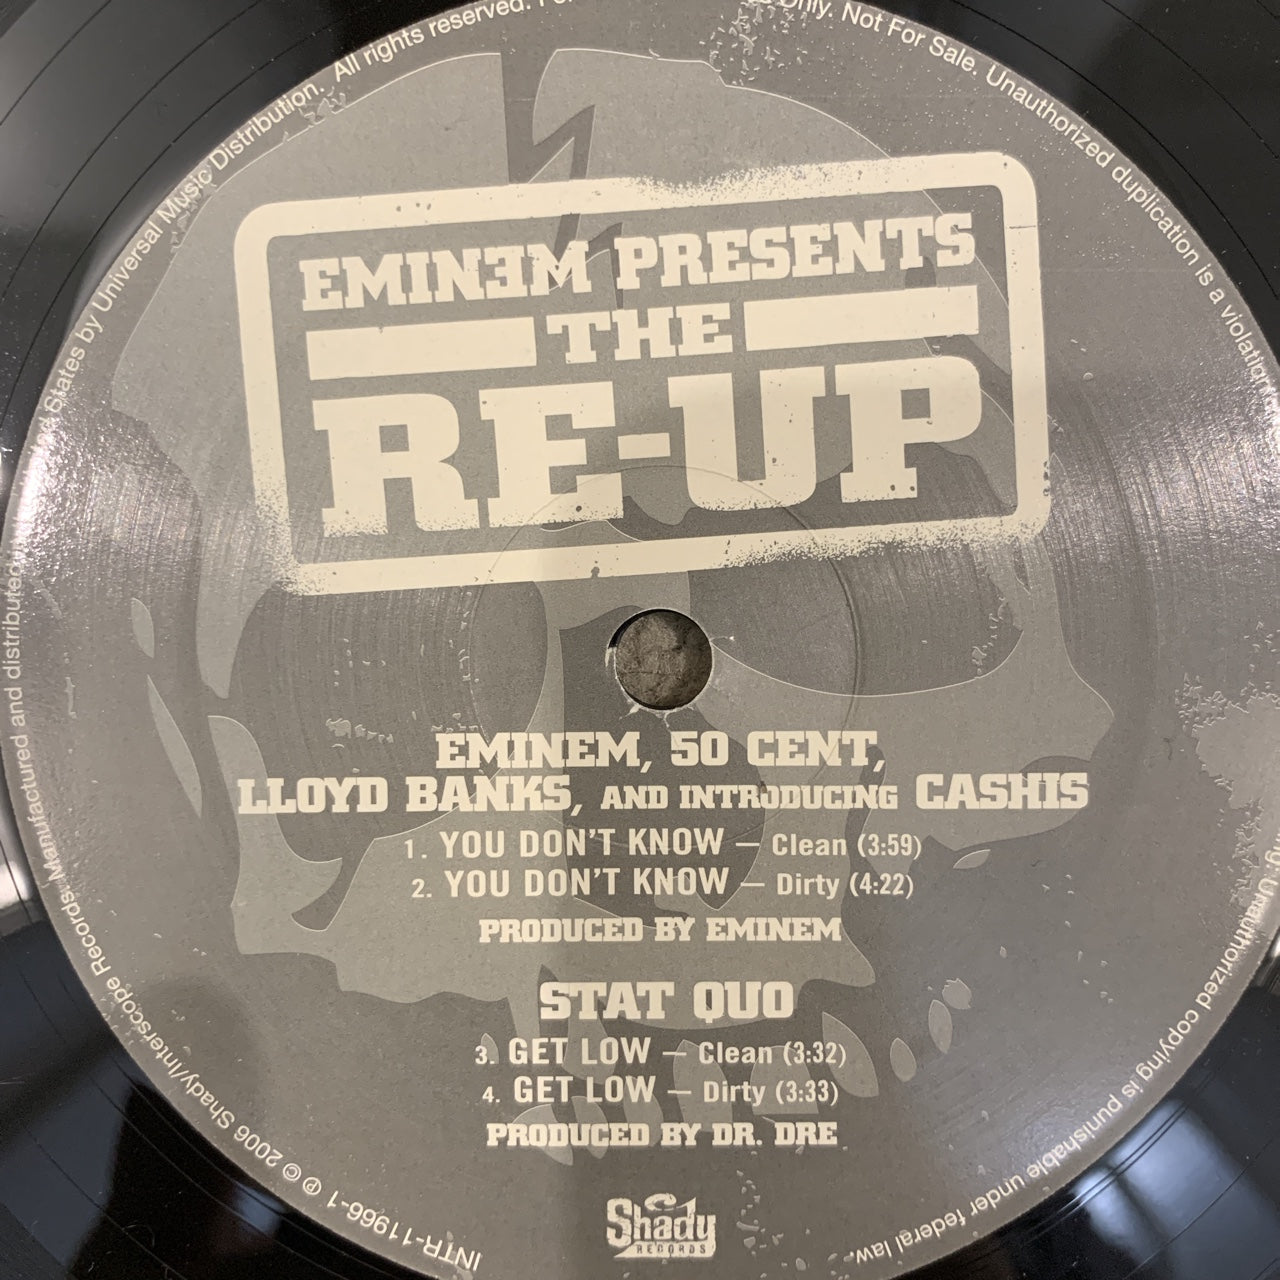 EMINƎM PRESENTS
THE
RE-UP
EMINEM, 50 CENT,
LLOYD BANKS, AND INTRODUCING CASHIS
1. YOU DON'T KNOW — Clean (3:59)
2. YOU DON'T KNOW — Dirty (4:22)
PRODUCED BY EMINEM
STAT QUO
3. GET LOW — Clean (3:32)
4. GET LOW — Dirty (3:33)
PRODUCED BY DR. DRE
Shady
RECORDS
INTR-11966-1 ℗ © 2006 Shady/Interscope Records. Manufactured and distributed States by Universal Music Distribution. All rights reserved. Only. Not For Sale. Unauthorized duplication is a violation Unauthorized copying is punishable under federal law.